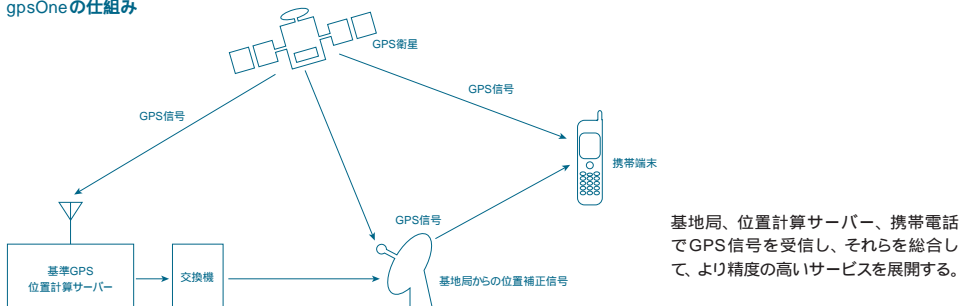 gpsOneの仕組み
GPS衛星
GPS信号
GPS信号
携帯端末
GPS信号
基準GPS
位置計算サーバー
交換機
基地局からの位置補正信号
基地局、位置計算サーバー、携帯電話
でGPS信号を受信し、それらを総合し
て、より精度の高いサービスを展開する。